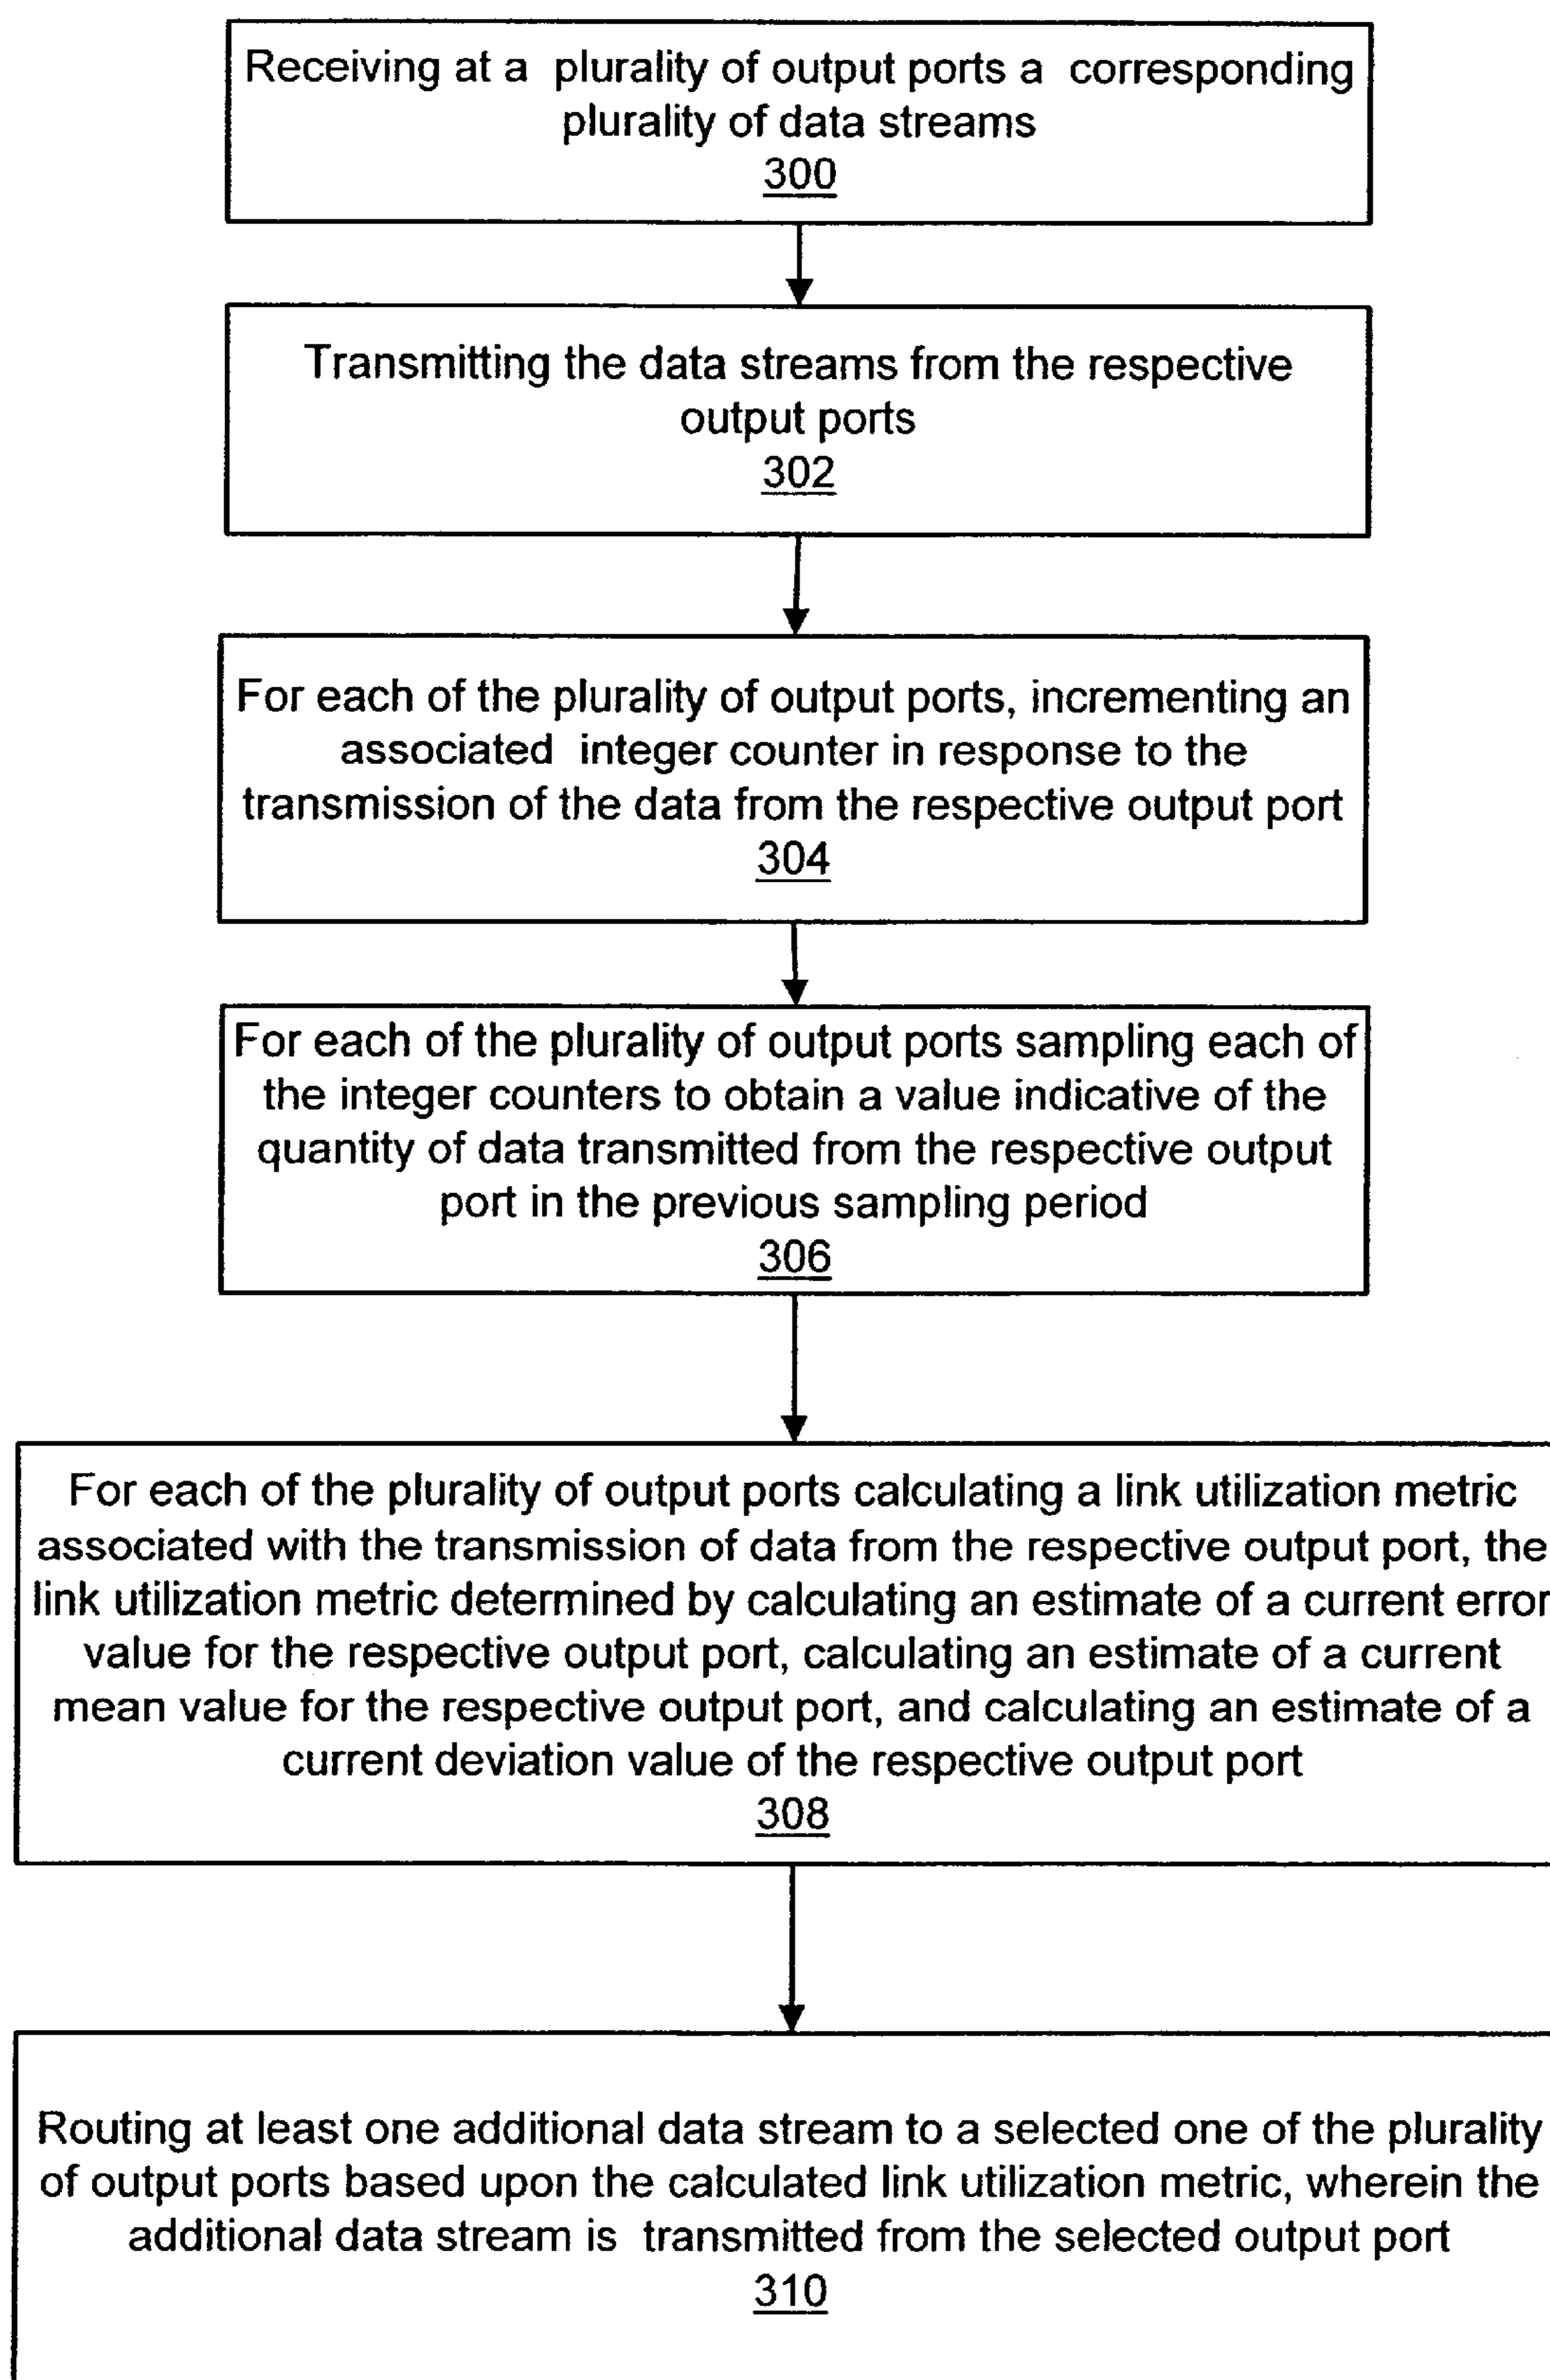 Receiving at a plurality of output ports a corresponding
plurality of data streams
300
Transmitting the data streams from the respective
output ports
302
For each of the plurality of output ports, incrementing an
associated integer counter in response to the
transmission of the data from the respective output port
304
For each of the plurality of output ports sampling each of
the integer counters to obtain a value indicative of the
quantity of data transmitted from the respective output
port in the previous sampling period
306
For each of the plurality of output ports calculating a link utilization metric
associated with the transmission of data from the respective output port, the
link utilization metric determined by calculating an estimate of a current error
value for the respective output port, calculating an estimate of a current
mean value for the respective output port, and calculating an estimate of a
current deviation value of the respective output port
308
Routing at least one additional data stream to a selected one of the plurality
of output ports based upon the calculated link utilization metric, wherein the
additional data stream is transmitted from the selected output port
310